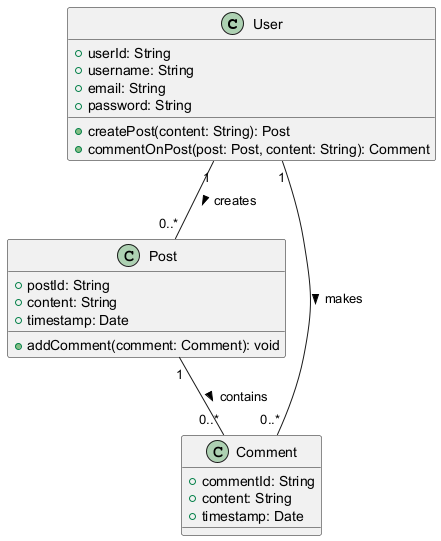 C User
userId: String
username: String
email: String
password: String
createPost(content: String): Post
commentOnPost(post: Post, content: String): Comment
1
1
creates
0..*
C Post
postId: String
content: String
timestamp: Date
addComment(comment: Comment): void
makes
1
contains
0..*
0..*
C Comment
commentId: String
content: String
timestamp: Date